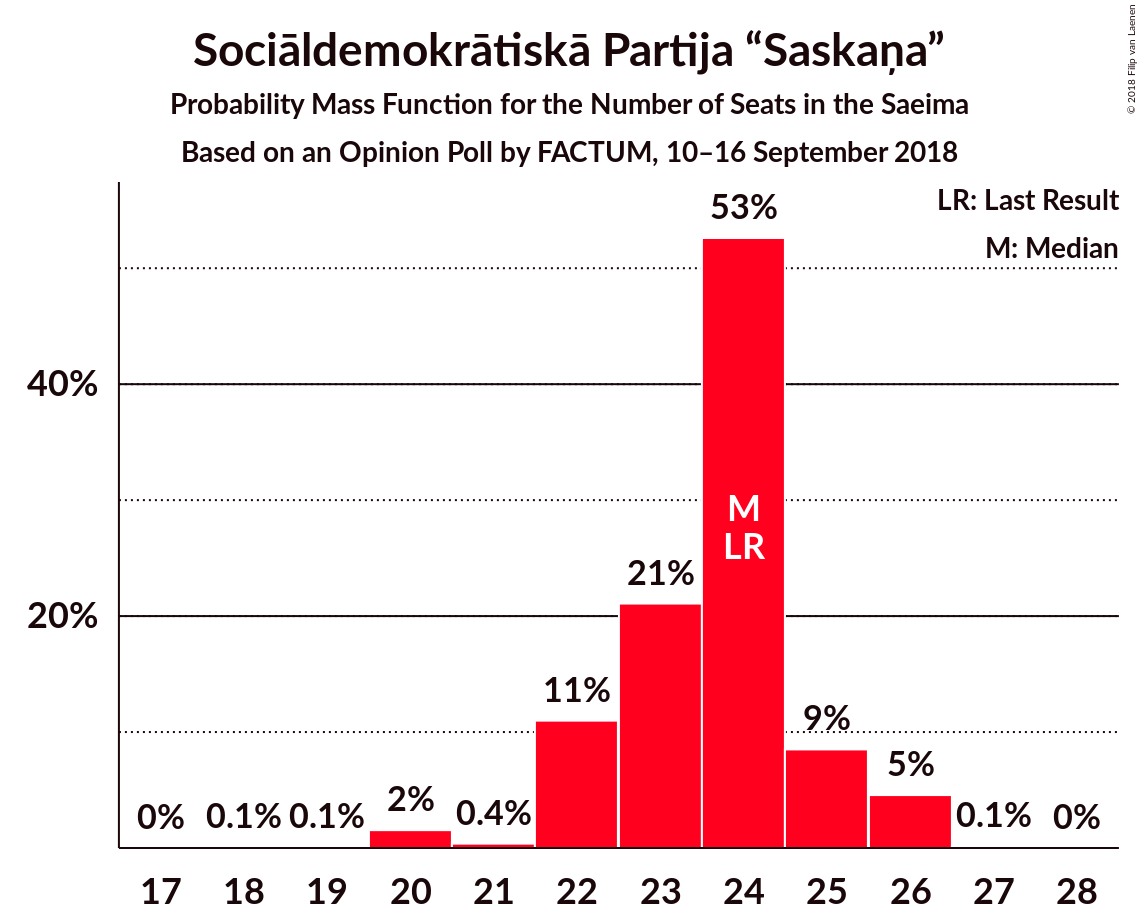 Sociāldemokrātiskā Partija “Saskaņa”
Probability Mass Function for the Number of Seats in the Saeima
Based on an Opinion Poll by FACTUM, 10–16 September 2018
© 2018 Filip van Laenen
LR: Last Result
M: Median
53%
40%
M
LR
21%
20%
11%
9%
5%
0%
0.1%
0.1%
2%
0.4%
0.1%
0%
17 18 19 20 21 22 23 24 25 26 27 28